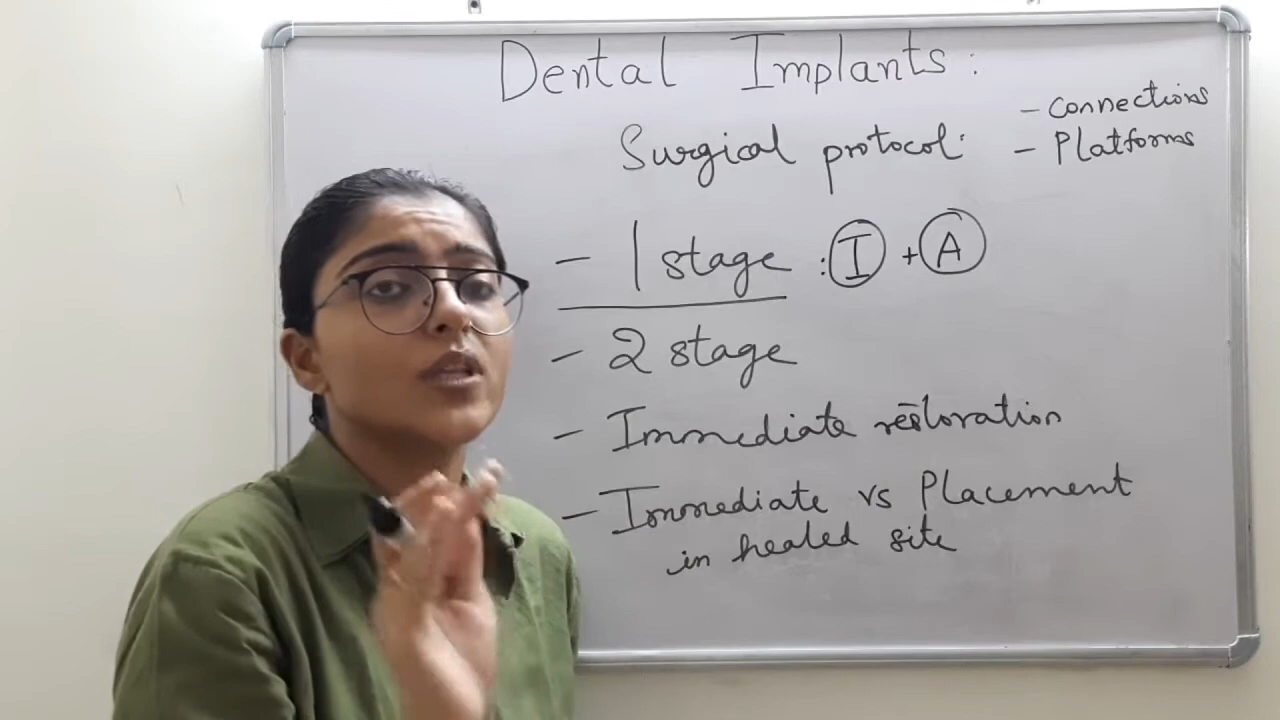 Dental Implants:
- Connections
Surgical protocol:
- Platforms
- 1 stage : I + A
- 2 stage
- Immediate restoration
- Immediate vs Placement
in healed site